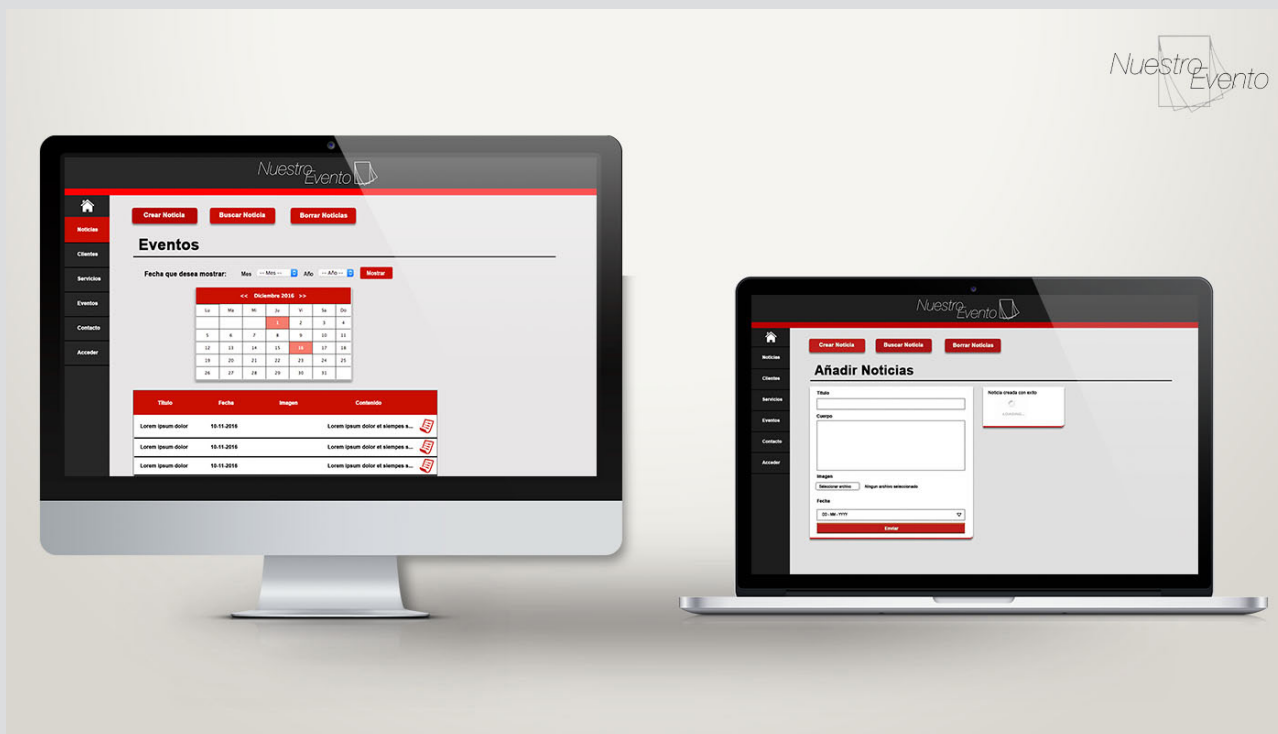 Nuestro
Evento
Nuestro
Evento
Crear Noticia Buscar Noticia Borrar Noticias
Noticias
Clientes
Servicios
Eventos
Contacto
Acceder
Eventos
Fecha que desea mostrar: Mes -- Mes -- Año -- Año -- Mostrar
<< Diciembre 2016 >>
Lu Ma Mi Ju Vi Sa Do
1 2 3 4
5 6 7 8 9 10 11
12 13 14 15 16 17 18
19 20 21 22 23 24 25
26 27 28 29 30 31
Título Fecha Imagen Contenido
Lorem ipsum dolor 10-11-2016 Lorem ipsum dolor et siempes s...
Lorem ipsum dolor 10-11-2016 Lorem ipsum dolor et siempes s...
Lorem ipsum dolor 10-11-2016 Lorem ipsum dolor et siempes s...
Nuestro
Evento
Crear Noticia Buscar Noticia Borrar Noticias
Noticias
Clientes
Servicios
Eventos
Contacto
Acceder
Añadir Noticias
Título
Cuerpo
Imagen
Seleccionar archivo Ningun archivo seleccionado
Fecha
DD - MM - YYYY
Enviar
Noticia creada con exito
LOADING...